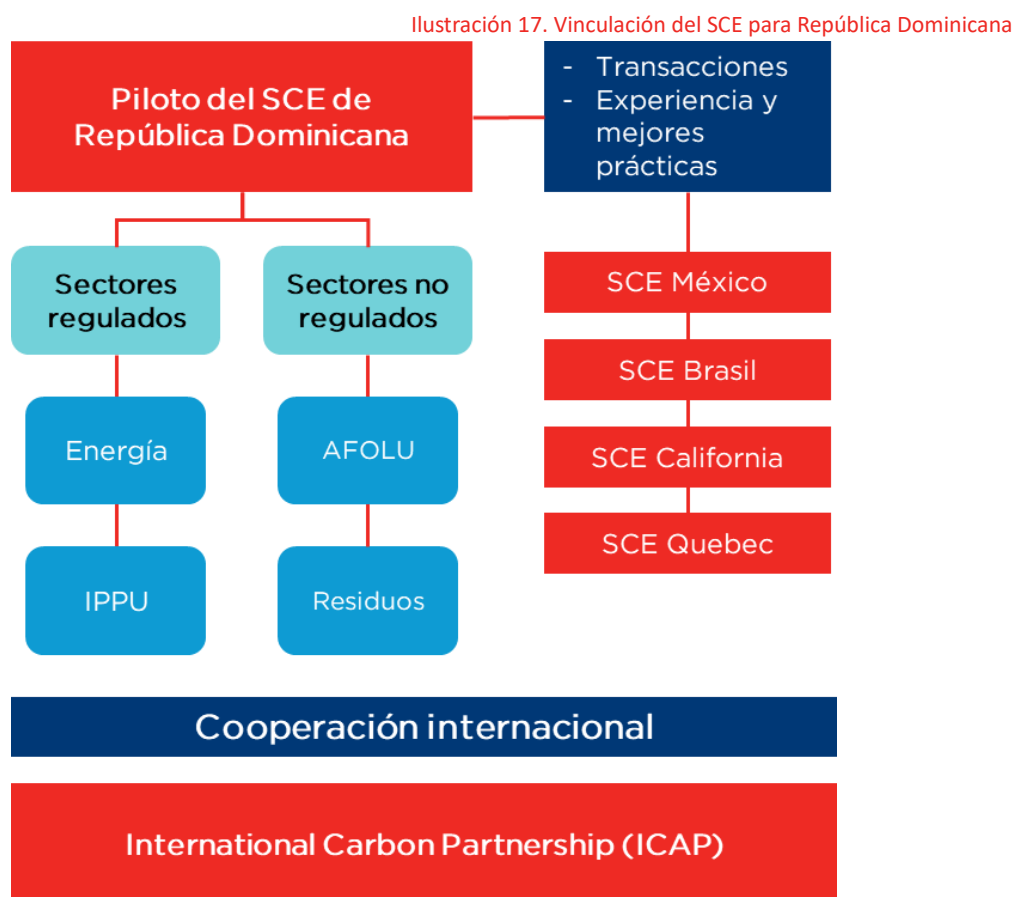 Ilustración 17. Vinculación del SCE para República Dominicana
Piloto del SCE de
República Dominicana
- Transacciones
- Experiencia y
mejores
prácticas
Sectores
regulados
Sectores no
regulados
Energía
AFOLU
IPPU
Residuos
SCE México
SCE Brasil
SCE California
SCE Quebec
Cooperación internacional
International Carbon Partnership (ICAP)